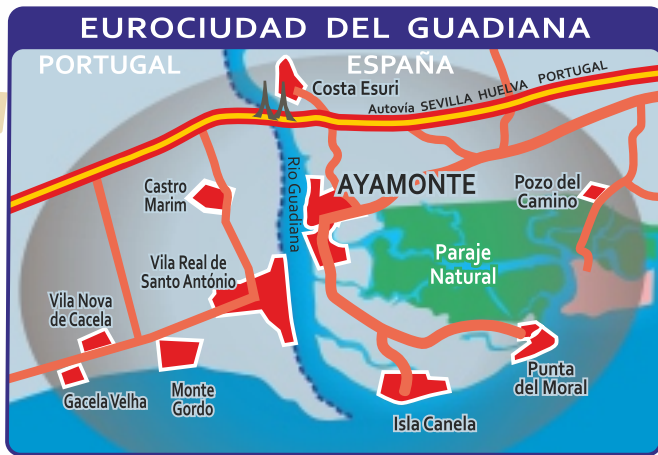 EUROCIUDAD DEL GUADIANA
PORTUGAL
ESPAÑA
Costa Esuri
Autovía SEVILLA HUELVA PORTUGAL
Castro
Marim
Rio Guadiana
AYAMONTE
Pozo del
Camino
Vila Real de
Santo António
Paraje
Natural
Vila Nova
de Cacela
Gacela Velha
Monte
Gordo
Isla Canela
Punta
del Moral